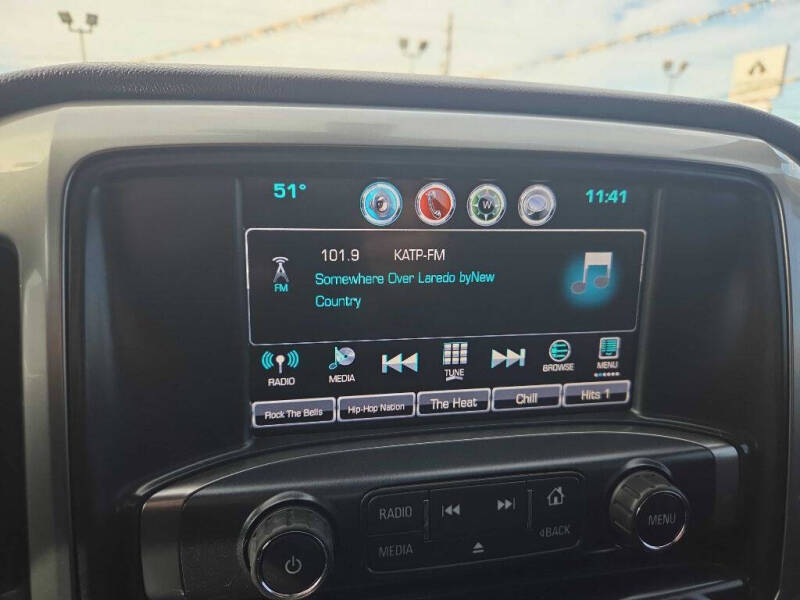 51°
W
11:41
101.9 KATP-FM
FM
Somewhere Over Laredo byNew
Country
RADIO
MEDIA
TUNE
BROWSE
MENU
Rock The Bells
Hip-Hop Nation
The Heat
Chill
Hits 1
RADIO
MEDIA
BACK
MENU